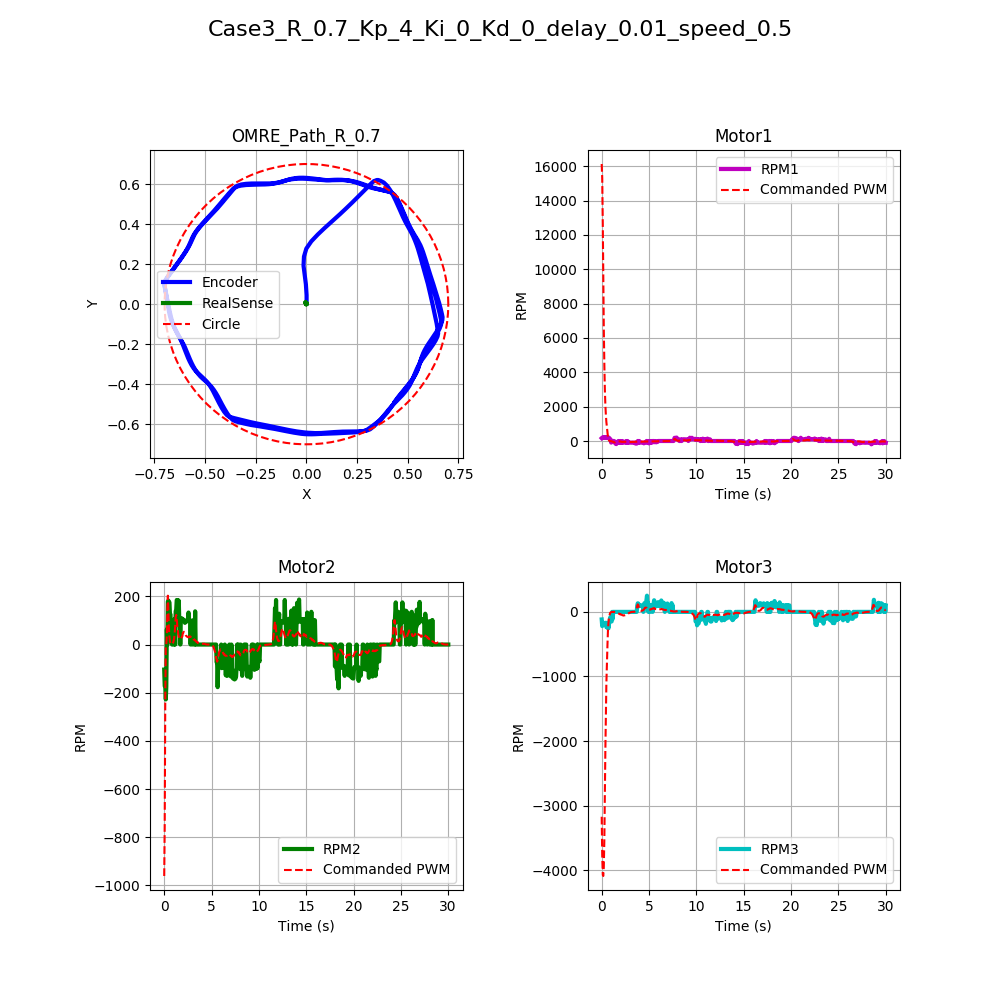 Case3_R_0.7_Kp_4_Ki_0_Kd_0_delay_0.01_speed_0.5
OMRE_Path_R_0.7
0.6
0.4
0.2
0.0
−0.2
−0.4
−0.6
Y
Encoder
RealSense
Circle
−0.75 −0.50 −0.25 0.00 0.25 0.50 0.75
X
Motor1
16000
14000
12000
10000
8000
6000
4000
2000
0
RPM
RPM1
Commanded PWM
0 5 10 15 20 25 30
Time (s)
Motor2
200
0
−200
−400
−600
−800
−1000
RPM
RPM2
Commanded PWM
0 5 10 15 20 25 30
Time (s)
Motor3
0
−1000
−2000
−3000
−4000
RPM
RPM3
Commanded PWM
0 5 10 15 20 25 30
Time (s)